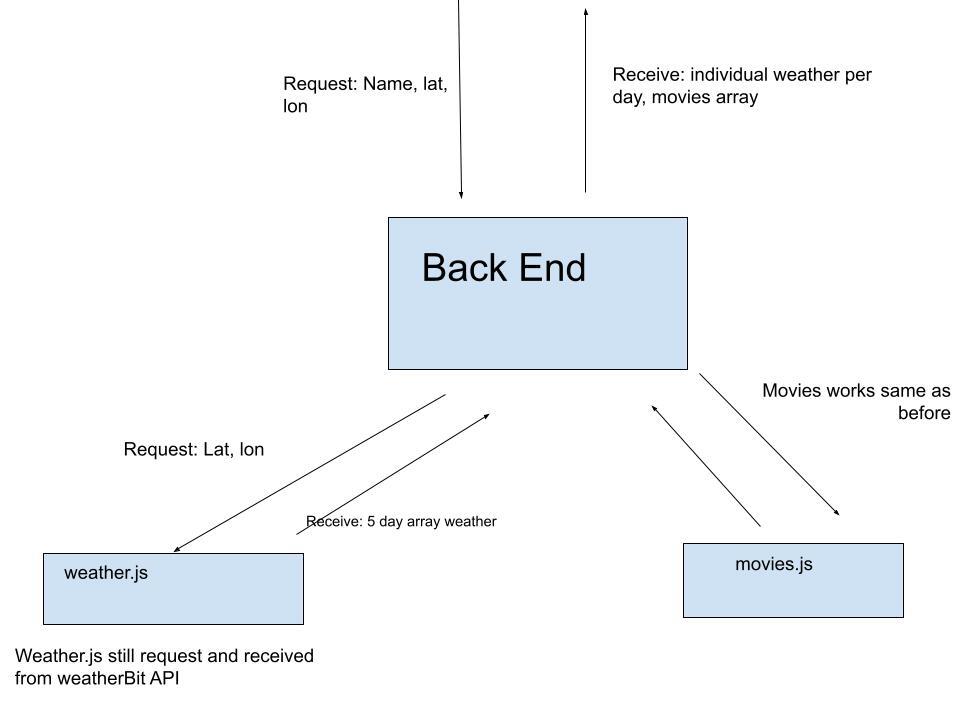 Request: Name, lat,
lon
Receive: individual weather per
day, movies array
Back End
Movies works same as
before
Request: Lat, lon
Receive: 5 day array weather
weather.js
movies.js
Weather.js still request and received
from weatherBit API